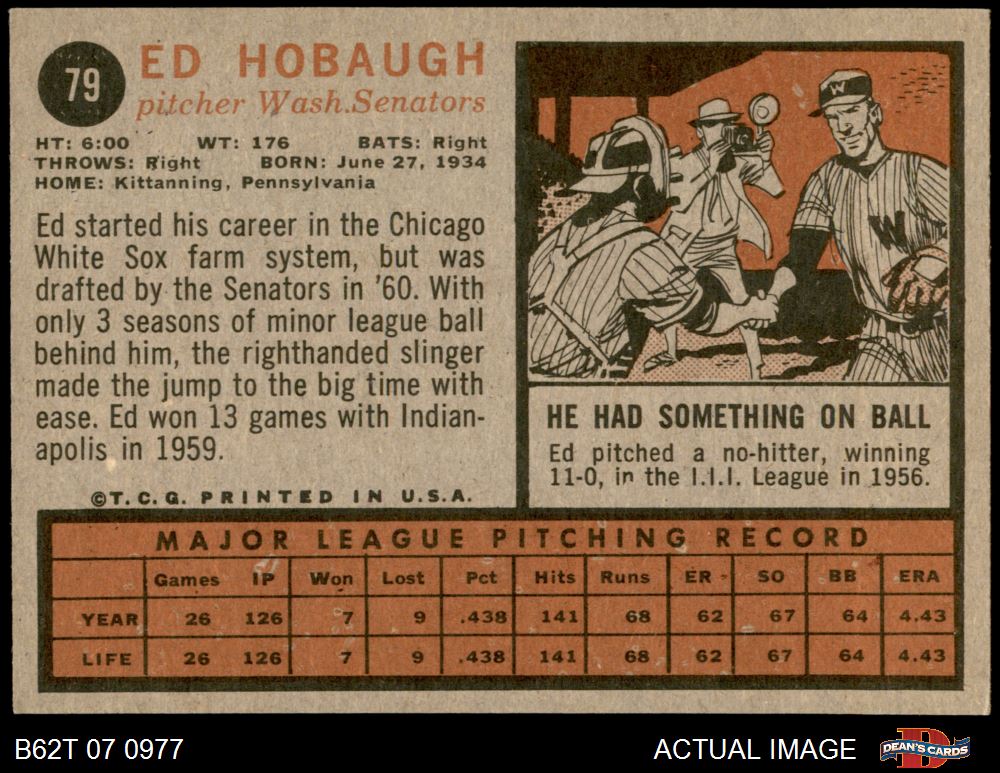 79
ED HOBAUGH
pitcher Wash.Senators
HT: 6:00 WT: 176 BATS: Right
THROWS: Right BORN: June 27, 1934
HOME: Kittanning, Pennsylvania
Ed started his career in the Chicago
White Sox farm system, but was
drafted by the Senators in '60. With
only 3 seasons of minor league ball
behind him, the righthanded slinger
made the jump to the big time with
ease. Ed won 13 games with Indian-
apolis in 1959.
©T.C.G. PRINTED IN U.S.A.
W
W
HE HAD SOMETHING ON BALL
Ed pitched a no-hitter, winning
11-0, in the I.I.I. League in 1956.
MAJOR LEAGUE PITCHING RECORD
Games IP Won Lost Pct Hits Runs ER SO BB ERA
YEAR 26 126 7 9 .438 141 68 62 67 64 4.43
LIFE 26 126 7 9 .438 141 68 62 67 64 4.43
B62T 07 0977
ACTUAL IMAGE
DEAN'S CARDS